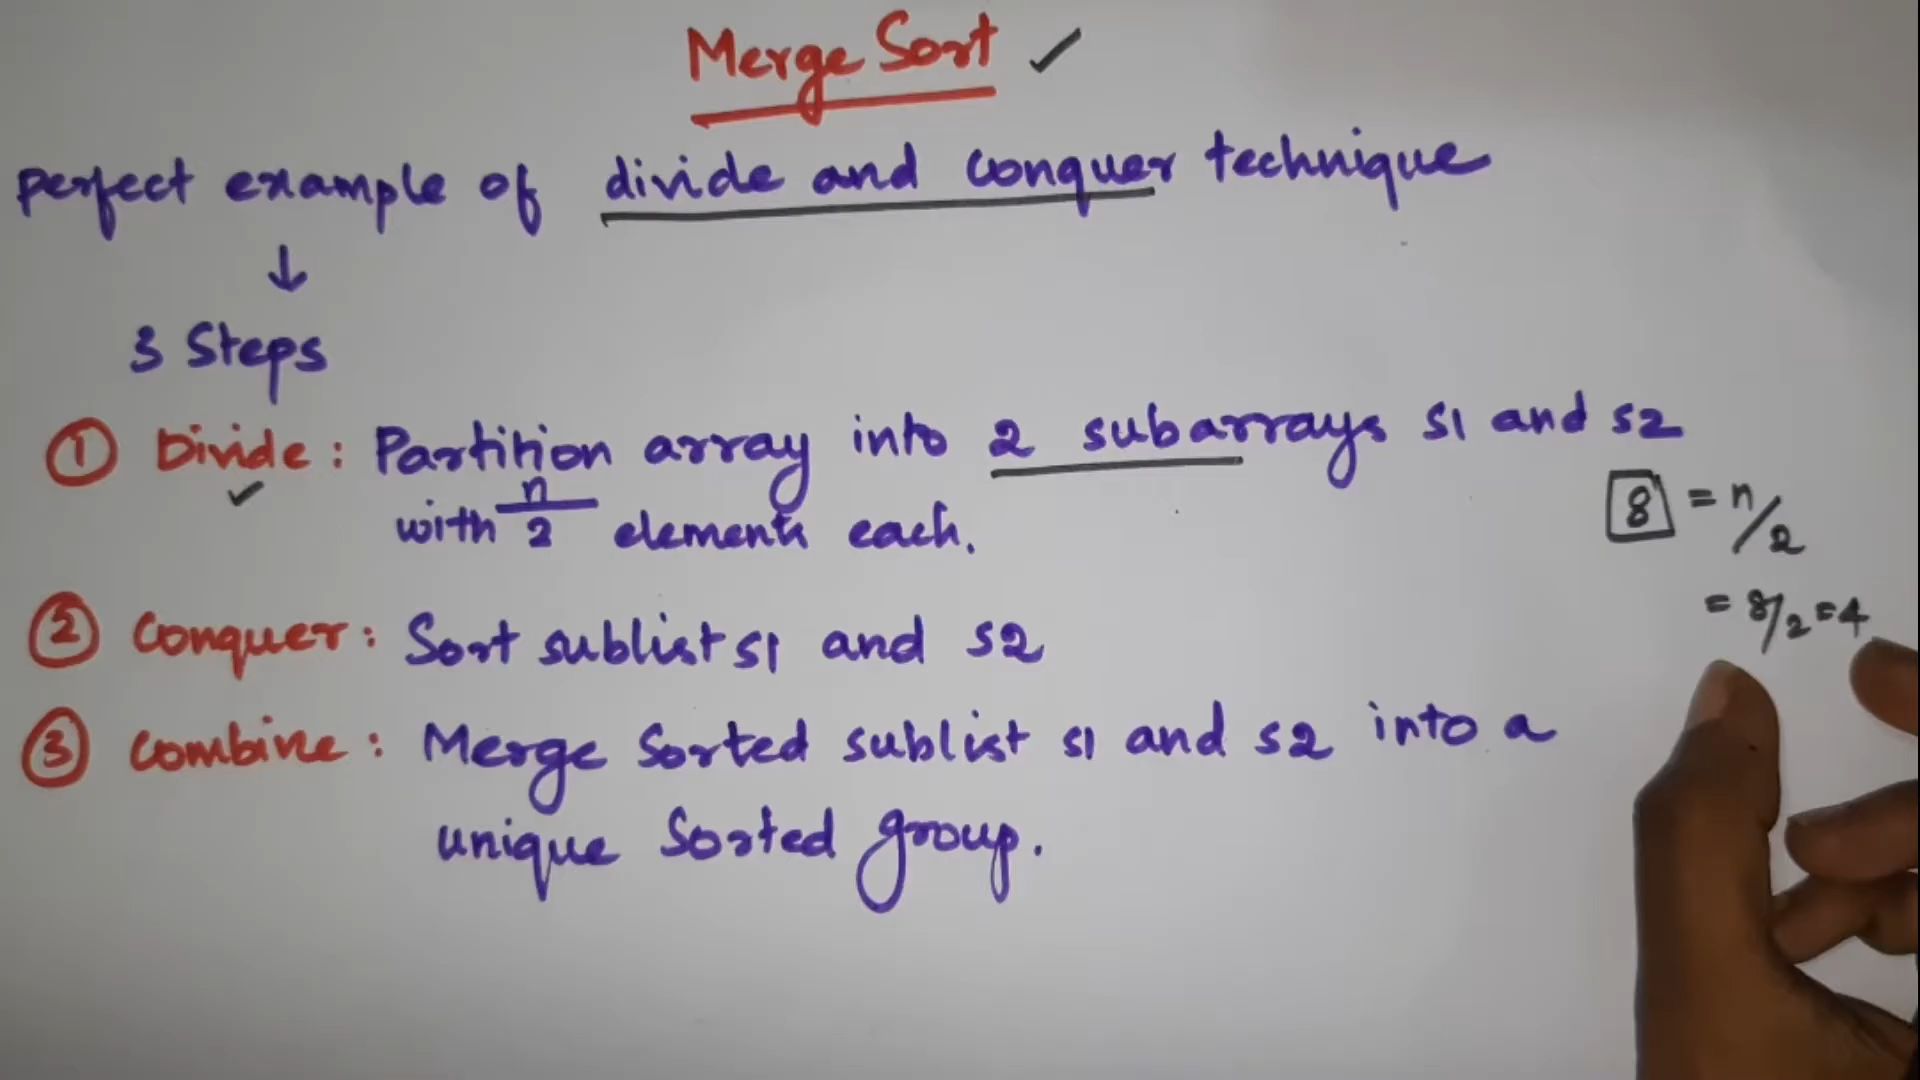 Merge Sort ✓
Perfect example of divide and conquer technique
↓
3 Steps
① Divide: Partition array into 2 subarrays s1 and s2
with n/2 elements each.
8 = n/2
= 8/2 = 4
② Conquer: Sort sublist s1 and s2
③ Combine: Merge Sorted sublist s1 and s2 into a
unique Sorted group.